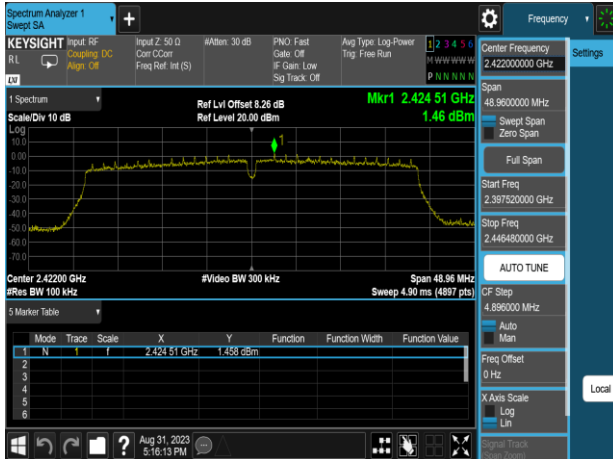 Spectrum Analyzer 1
Swept SA
+
Frequency
KEYSIGHT
RL
LXI
Input: RF
Coupling: DC
Align: Off
Input Z: 50 Ω
Corr CCorr
Freq Ref: Int (S)
#Atten: 30 dB
PNO: Fast
Gate: Off
IF Gain: Low
Sig Track: Off
Avg Type: Log-Power
Trig: Free Run
1 2 3 4 5 6
M W W W W W
P N N N N N
Center Frequency
2.422000000 GHz
Settings
1 Spectrum
Scale/Div 10 dB
Ref Lvl Offset 8.26 dB
Ref Level 20.00 dBm
Mkr1 2.424 51 GHz
1.46 dBm
Span
48.9600000 MHz
Swept Span
Zero Span
Full Span
Log
10.0
0.00
-10.0
-20.0
-30.0
-40.0
-50.0
-60.0
-70.0
1
Start Freq
2.397520000 GHz
Stop Freq
2.446480000 GHz
AUTO TUNE
Center 2.42200 GHz
#Res BW 100 kHz
#Video BW 300 kHz
Span 48.96 MHz
Sweep 4.90 ms (4897 pts)
CF Step
4.896000 MHz
Auto
Man
5 Marker Table
Mode Trace Scale X Y Function Function Width Function Value
1 N 1 f 2.424 51 GHz 1.458 dBm
2
3
4
5
6
Freq Offset
0 Hz
X Axis Scale
Log
Lin
Local
Signal Track
(Span Zoom)
?
Aug 31, 2023
5:16:13 PM